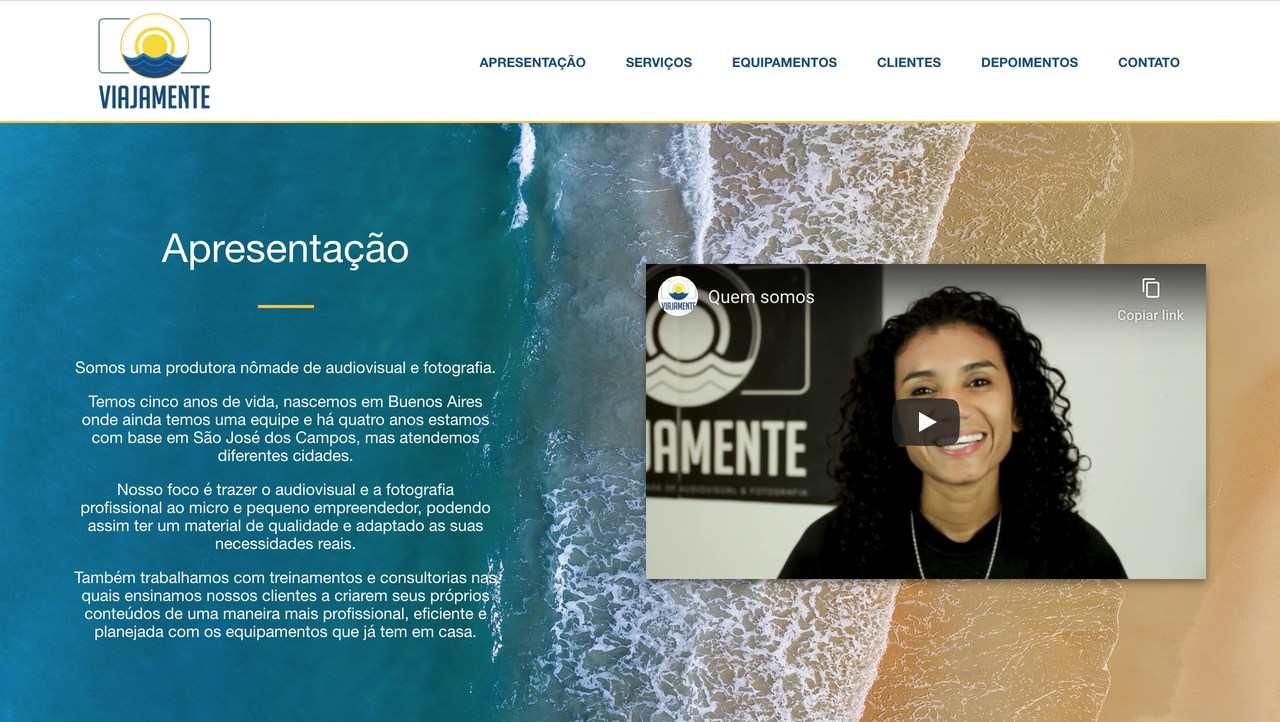 VIAJAMENTE
APRESENTAÇÃO SERVIÇOS EQUIPAMENTOS CLIENTES DEPOIMENTOS CONTATO
Apresentação
Somos uma produtora nômade de audiovisual e fotografia.
Temos cinco anos de vida, nascemos em Buenos Aires
onde ainda temos uma equipe e há quatro anos estamos
com base em São José dos Campos, mas atendemos
diferentes cidades.
Nosso foco é trazer o audiovisual e a fotografia
profissional ao micro e pequeno empreendedor, podendo
assim ter um material de qualidade e adaptado as suas
necessidades reais.
Também trabalhamos com treinamentos e consultorias nas
quais ensinamos nossos clientes a criarem seus próprios
conteúdos de uma maneira mais profissional, eficiente e
planejada com os equipamentos que já tem em casa.
VIAJAMENTE
Quem somos
Copiar link
JAMENTE
DE AUDIOVISUAL E FOTOGRAFIA